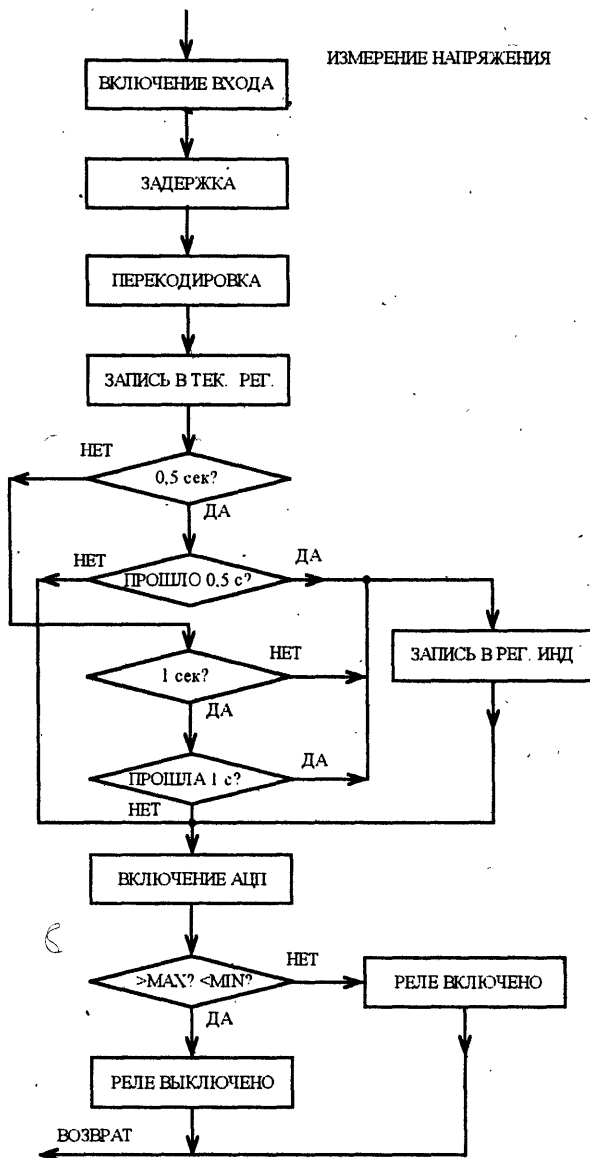 ИЗМЕРЕНИЕ НАПРЯЖЕНИЯ
ВКЛЮЧЕНИЕ ВХОДА
ЗАДЕРЖКА
ПЕРЕКОДИРОВКА
ЗАПИСЬ В ТЕК. РЕГ.
НЕТ
0,5 сек?
ДА
НЕТ
ПРОШЛО 0,5 с?
ДА
ЗАПИСЬ В РЕГ. ИНД
1 сек?
НЕТ
ДА
ПРОШЛА 1 с?
ДА
НЕТ
ВКЛЮЧЕНИЕ АЦП
>MAX? <MIN?
НЕТ
РЕЛЕ ВКЛЮЧЕНО
ДА
РЕЛЕ ВЫКЛЮЧЕНО
ВОЗВРАТ